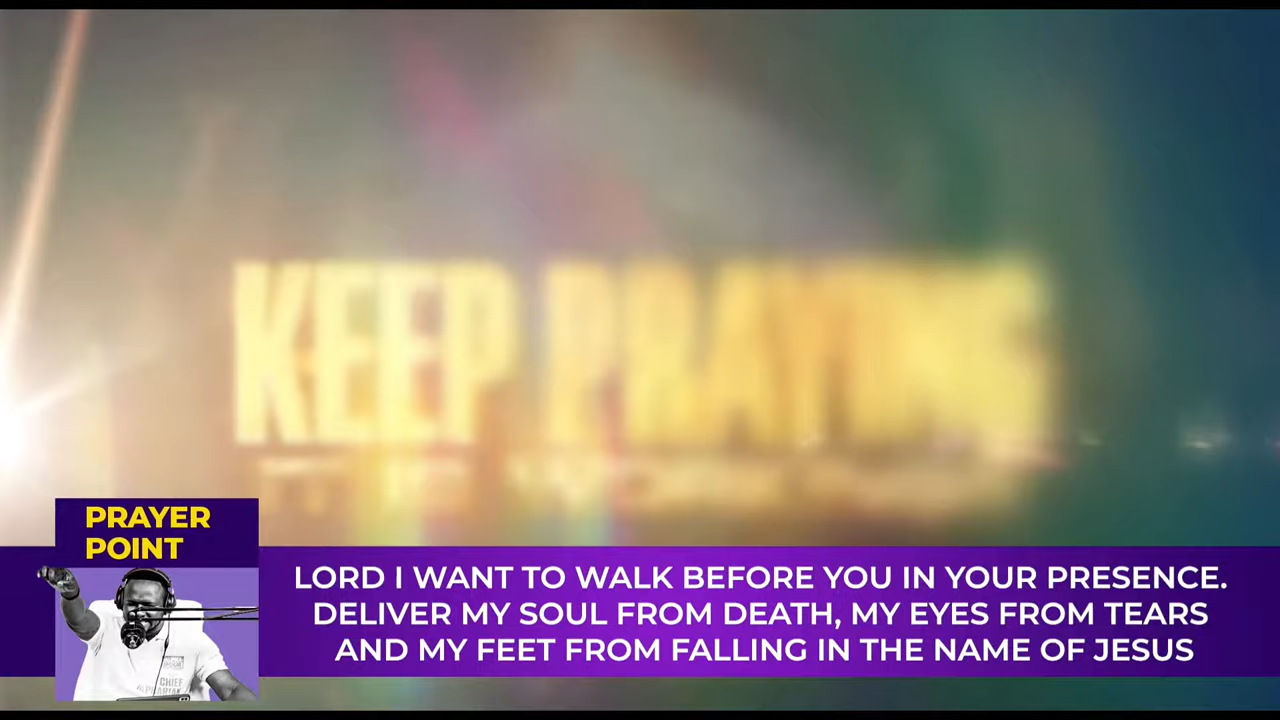 KEEP PRAYING
PRAYER
POINT
LORD I WANT TO WALK BEFORE YOU IN YOUR PRESENCE.
DELIVER MY SOUL FROM DEATH, MY EYES FROM TEARS
AND MY FEET FROM FALLING IN THE NAME OF JESUS
CHIEF